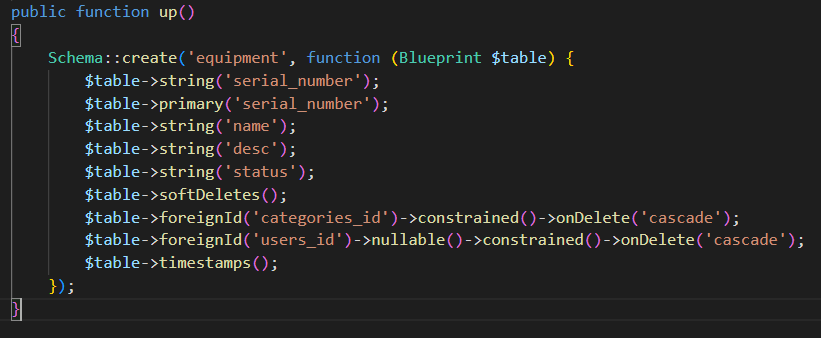 public function up()
{
    Schema::create('equipment', function (Blueprint $table) {
        $table->string('serial_number');
        $table->primary('serial_number');
        $table->string('name');
        $table->string('desc');
        $table->string('status');
        $table->softDeletes();
        $table->foreignId('categories_id')->constrained()->onDelete('cascade');
        $table->foreignId('users_id')->nullable()->constrained()->onDelete('cascade');
        $table->timestamps();
    });
}